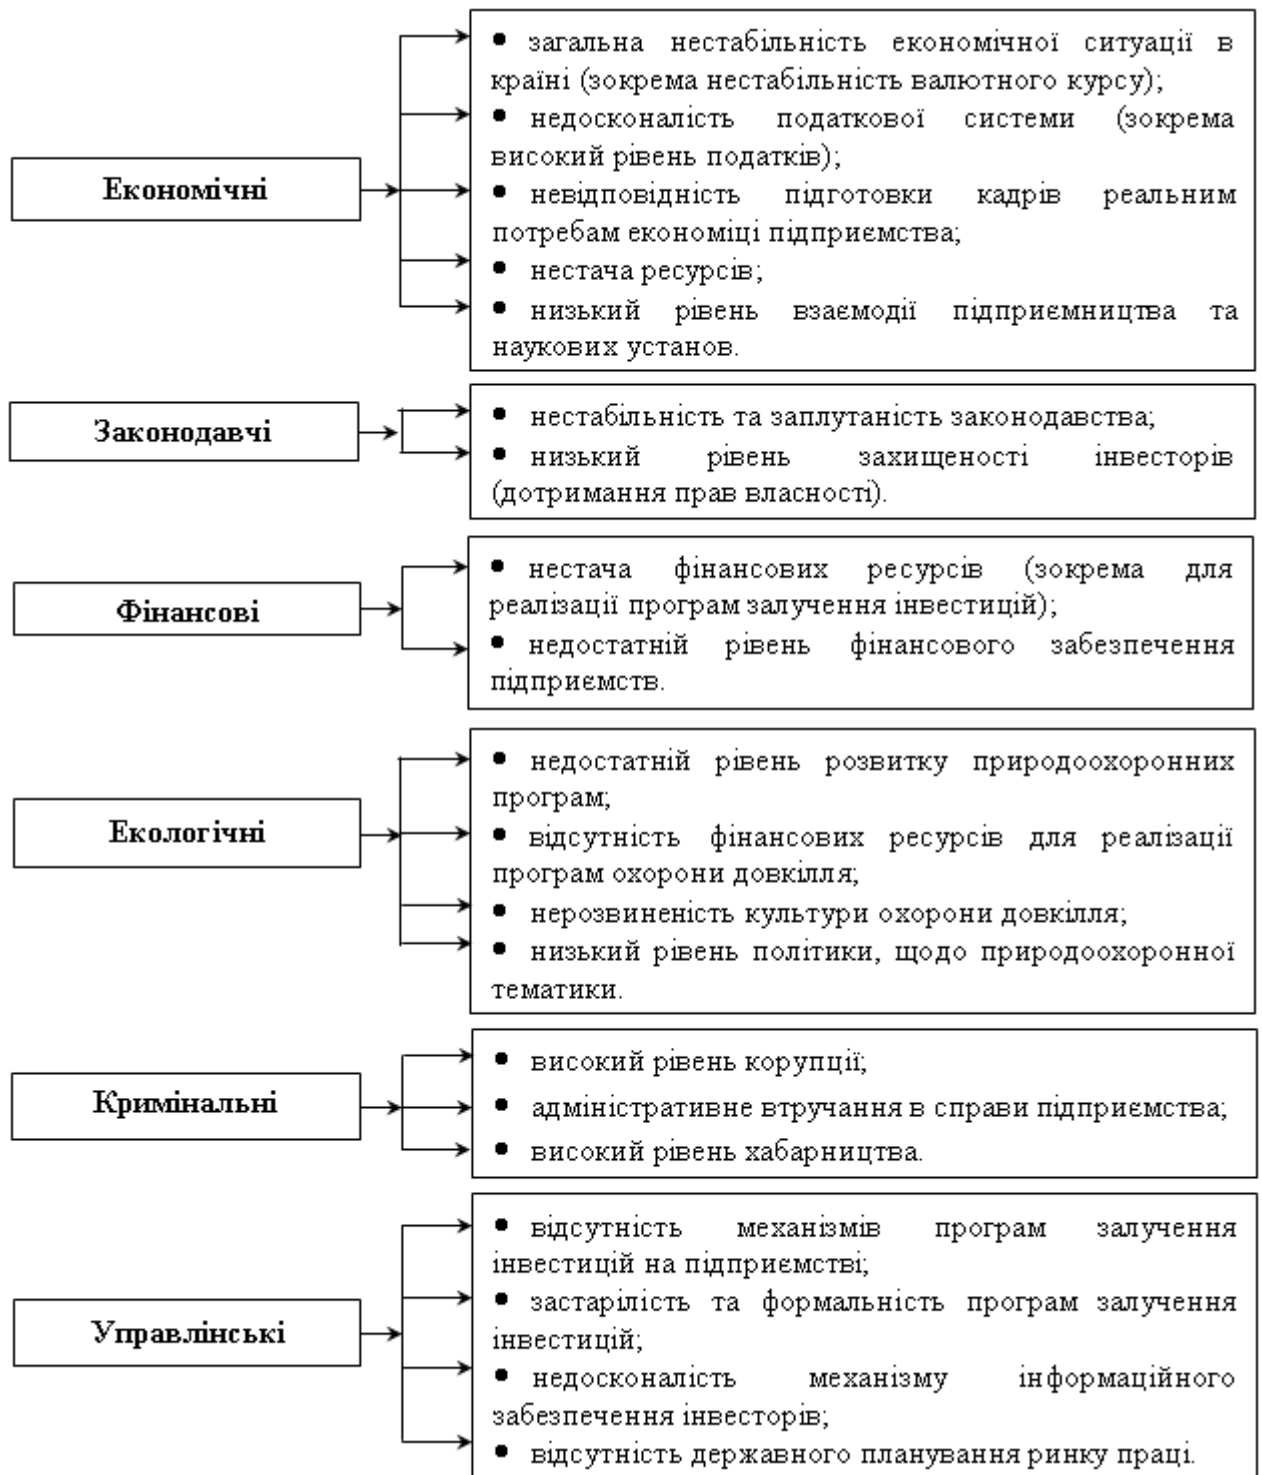 Економічні
● загальна нестабільність економічної ситуації в
країні (зокрема нестабільність валютного курсу);
● недосконалість податкової системи (зокрема
високий рівень податків);
● невідповідність підготовки кадрів реальним
потребам економіці підприємства;
● нестача ресурсів;
● низький рівень взаємодії підприємництва та
наукових установ.
Законодавчі
● нестабільність та заплутаність законодавства;
● низький рівень захищеності інвесторів
(дотримання прав власності).
Фінансові
● нестача фінансових ресурсів (зокрема для
реалізації програм залучення інвестицій);
● недостатній рівень фінансового забезпечення
підприємств.
Екологічні
● недостатній рівень розвитку природоохоронних
програм;
● відсутність фінансових ресурсів для реалізації
програм охорони довкілля;
● нерозвиненість культури охорони довкілля;
● низький рівень політики, щодо природоохоронної
тематики.
Кримінальні
● високий рівень корупції;
● адміністративне втручання в справи підприємства;
● високий рівень хабарництва.
Управлінські
● відсутність механізмів програм залучення
інвестицій на підприємстві;
● застарілість та формальність програм залучення
інвестицій;
● недосконалість механізму інформаційного
забезпечення інвесторів;
● відсутність державного планування ринку праці.